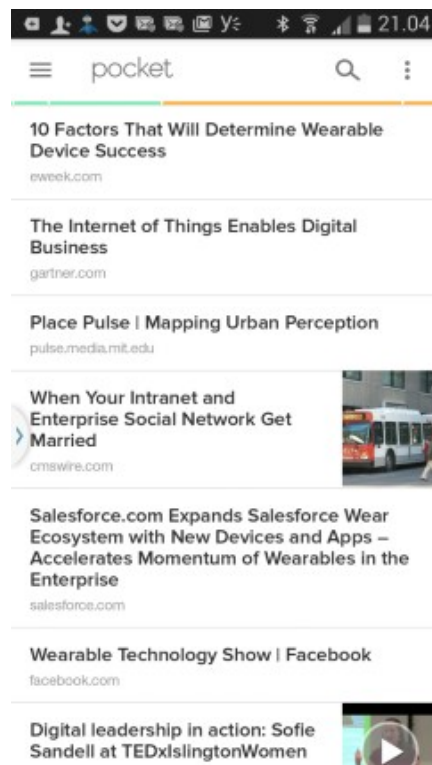 21.04
pocket
10 Factors That Will Determine Wearable
Device Success
eweek.com
The Internet of Things Enables Digital
Business
gartner.com
Place Pulse | Mapping Urban Perception
pulse.media.mit.edu
When Your Intranet and
Enterprise Social Network Get
Married
cmswire.com
Salesforce.com Expands Salesforce Wear
Ecosystem with New Devices and Apps –
Accelerates Momentum of Wearables in the
Enterprise
salesforce.com
Wearable Technology Show | Facebook
facebook.com
Digital leadership in action: Sofie
Sandell at TEDxIslingtonWomen